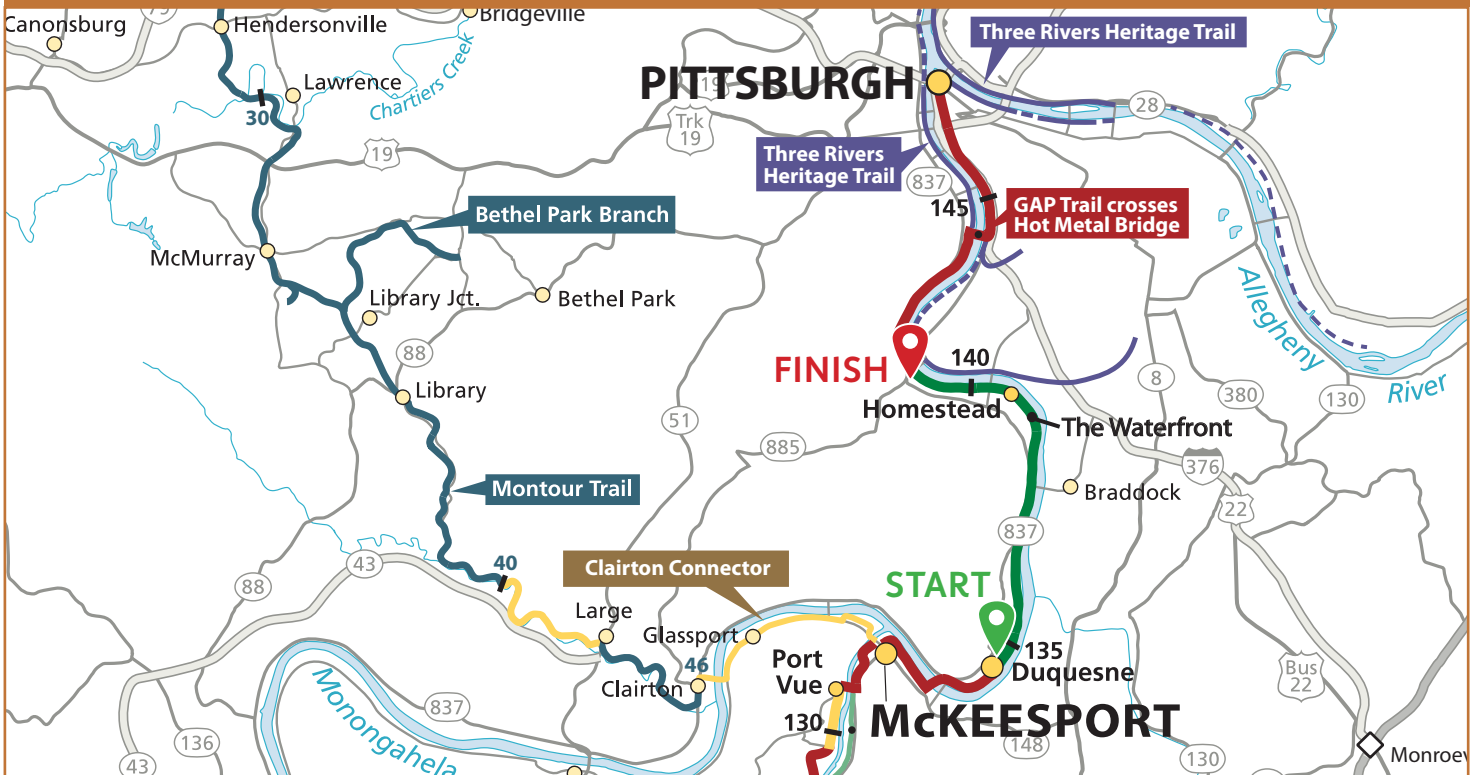 Canonsburg
79
Hendersonville
Bridgeville
Three Rivers Heritage Trail
PITTSBURGH
19
Lawrence
Chartiers Creek
30
28
Trk
19
19
Three Rivers
Heritage Trail
837
145
GAP Trail crosses
Hot Metal Bridge
Bethel Park Branch
McMurray
Library Jct.
Bethel Park
Allegheny
River
88
FINISH
140
8
380
130
Library
Homestead
51
The Waterfront
885
376
Montour Trail
Braddock
22
837
43
40
Clairton Connector
88
START
Large
Glassport
135
Duquesne
46
Port
Vue
Clairton
Bus
22
Monongahela
837
McKEESPORT
130
136
148
130
43